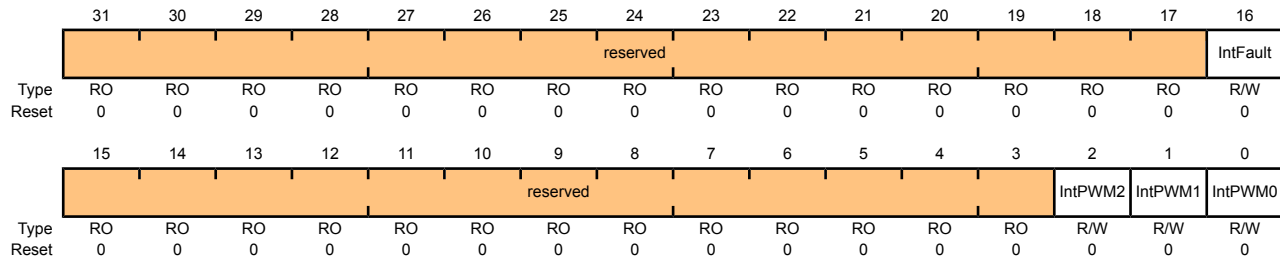 31 30 29 28 27 26 25 24 23 22 21 20 19 18 17 16
reserved IntFault
Type RO RO RO RO RO RO RO RO RO RO RO RO RO RO RO R/W
Reset 0 0 0 0 0 0 0 0 0 0 0 0 0 0 0 0
15 14 13 12 11 10 9 8 7 6 5 4 3 2 1 0
reserved IntPWM2 IntPWM1 IntPWM0
Type RO RO RO RO RO RO RO RO RO RO RO RO RO R/W R/W R/W
Reset 0 0 0 0 0 0 0 0 0 0 0 0 0 0 0 0